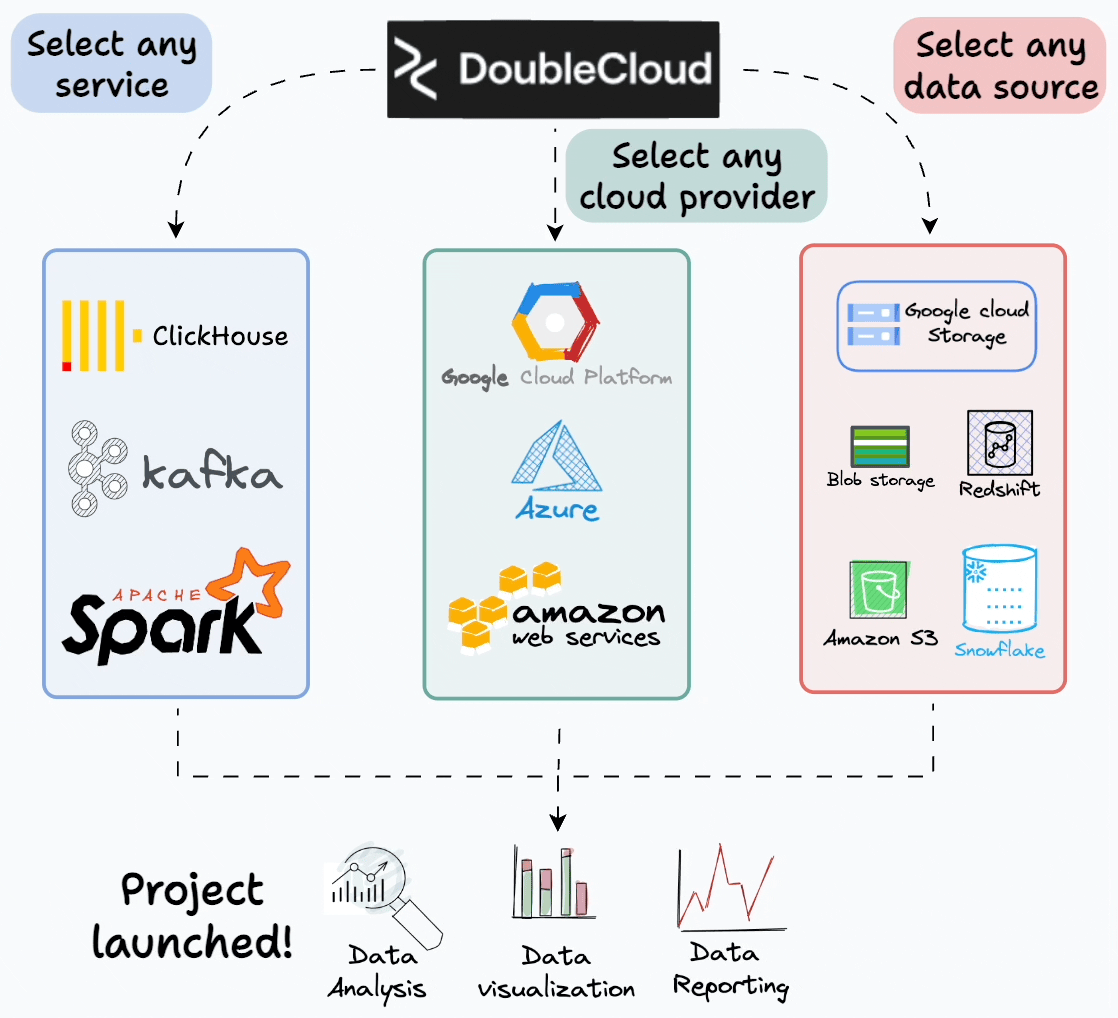 Select any
service
DoubleCloud
Select any
data source
Select any
cloud provider
ClickHouse
kafka
APACHE
Spark
Google Cloud Platform
Azure
amazon
web services
Google cloud
Storage
Blob storage
Redshift
Amazon S3
Snowflake
Project
launched!
Data
Analysis
Data
visualization
Data
Reporting